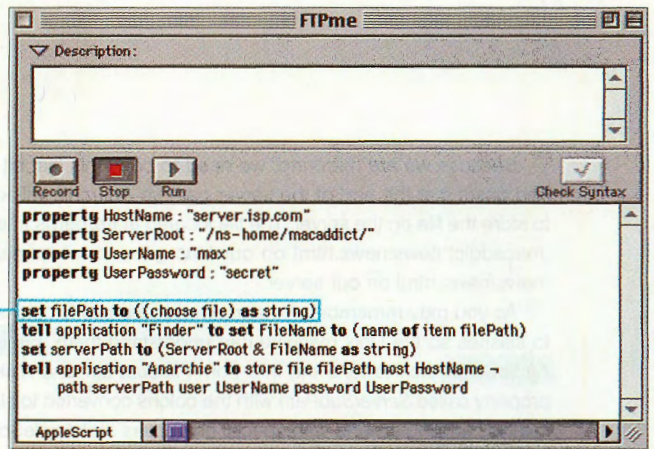 FTPme
Description:
Record Stop Run Check Syntax
property HostName : "server.isp.com"
property ServerRoot : "/ns-home/macaddict/"
property UserName : "max"
property UserPassword : "secret"
set filePath to ((choose file) as string)
tell application "Finder" to set FileName to (name of item filePath)
set serverPath to (ServerRoot & FileName as string)
tell application "Anarchie" to store file filePath host HostName ¬
path serverPath user UserName password UserPassword
AppleScript